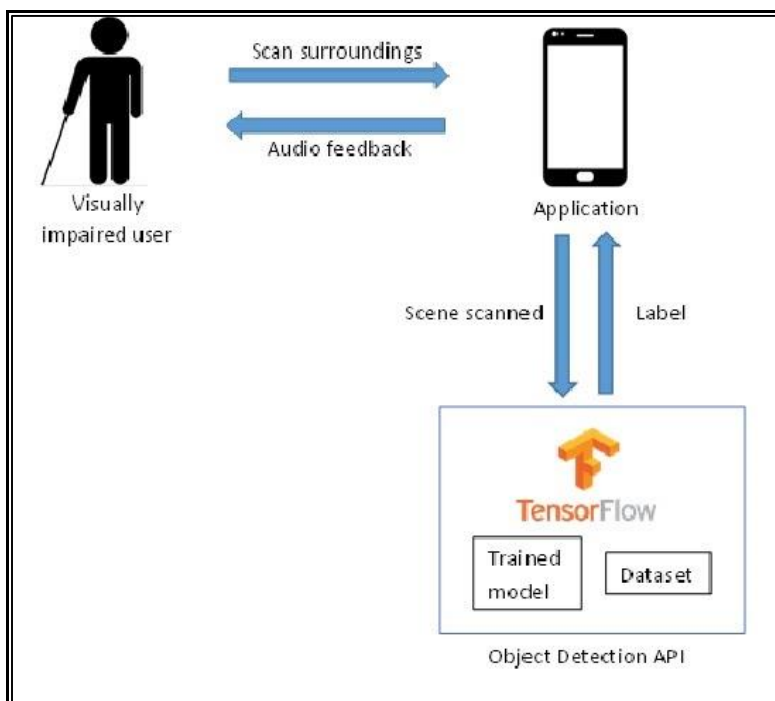 Scan surroundings
Audio feedback
Visually
impaired user
Application
Scene scanned
Label
TensorFlow
Trained
model
Dataset
Object Detection API